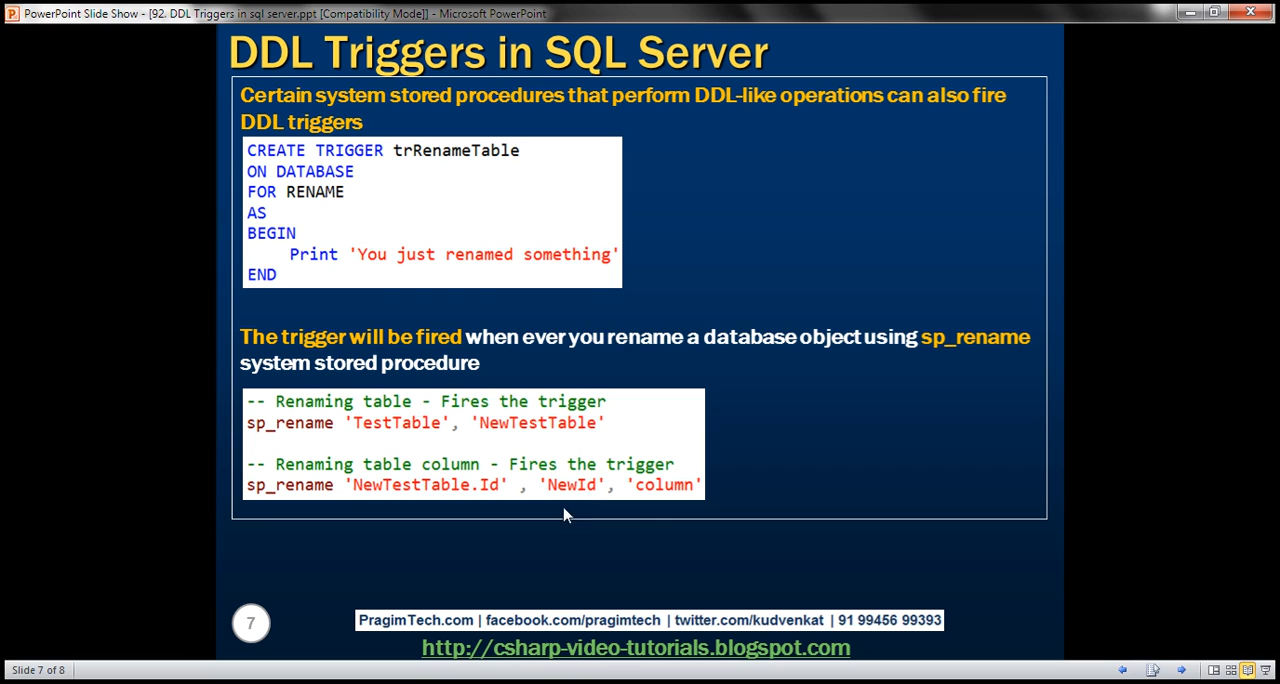 PowerPoint Slide Show - [92. DDL Triggers in sql server.ppt [Compatibility Mode]] - Microsoft PowerPoint
DDL Triggers in SQL Server
Certain system stored procedures that perform DDL-like operations can also fire
DDL triggers
CREATE TRIGGER trRenameTable
ON DATABASE
FOR RENAME
AS
BEGIN
Print 'You just renamed something'
END
The trigger will be fired when ever you rename a database object using sp_rename
system stored procedure
-- Renaming table - Fires the trigger
sp_rename 'TestTable', 'NewTestTable'
-- Renaming table column - Fires the trigger
sp_rename 'NewTestTable.Id' , 'NewId', 'column'
7
PragimTech.com | facebook.com/pragimtech | twitter.com/kudvenkat | 91 99456 99393
http://csharp-video-tutorials.blogspot.com
Slide 7 of 8